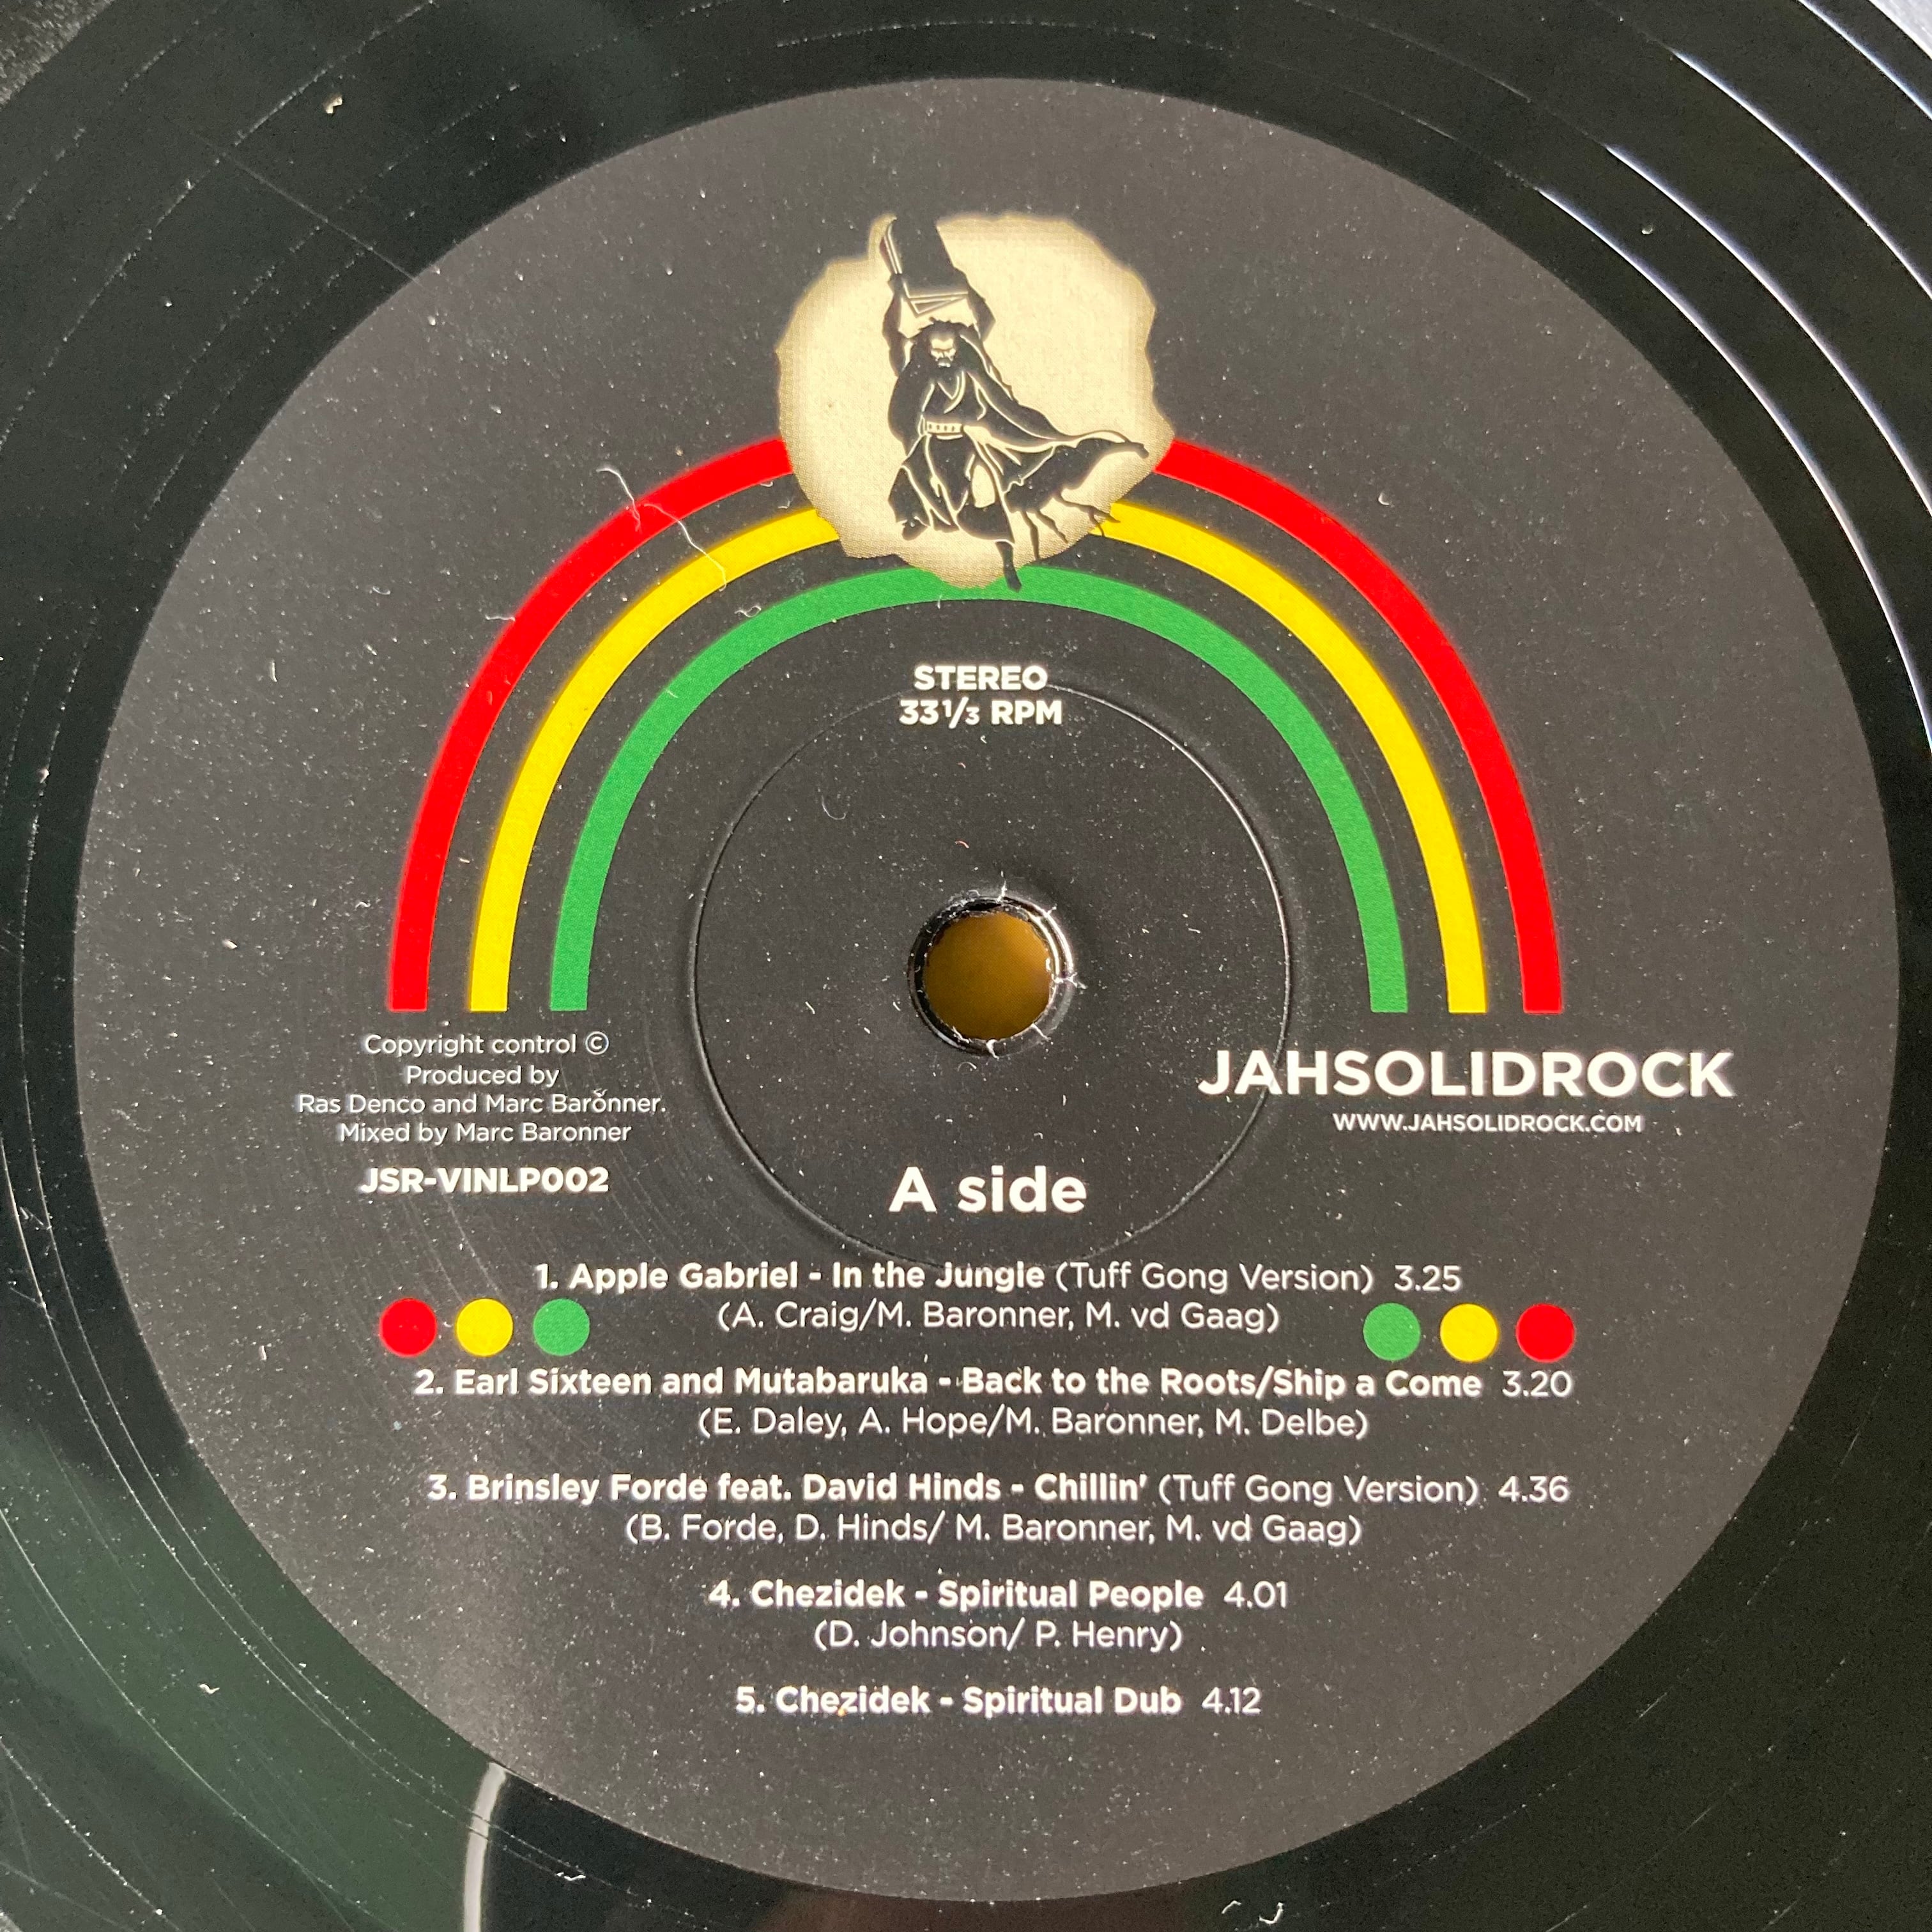 STEREO
33 1/3 RPM
Copyright control ©
Produced by
Ras Denco and Marc Baronner.
Mixed by Marc Baronner
JSR-VINLP002
JAHSOLIDROCK
WWW.JAHSOLIDROCK.COM
A side
1. Apple Gabriel - In the Jungle (Tuff Gong Version) 3.25
(A. Craig/M. Baronner, M. vd Gaag)
2. Earl Sixteen and Mutabaruka - Back to the Roots/Ship a Come 3.20
(E. Daley, A. Hope/M. Baronner, M. Delbe)
3. Brinsley Forde feat. David Hinds - Chillin' (Tuff Gong Version) 4.36
(B. Forde, D. Hinds/ M. Baronner, M. vd Gaag)
4. Chezidek - Spiritual People 4.01
(D. Johnson/ P. Henry)
5. Chezidek - Spiritual Dub 4.12